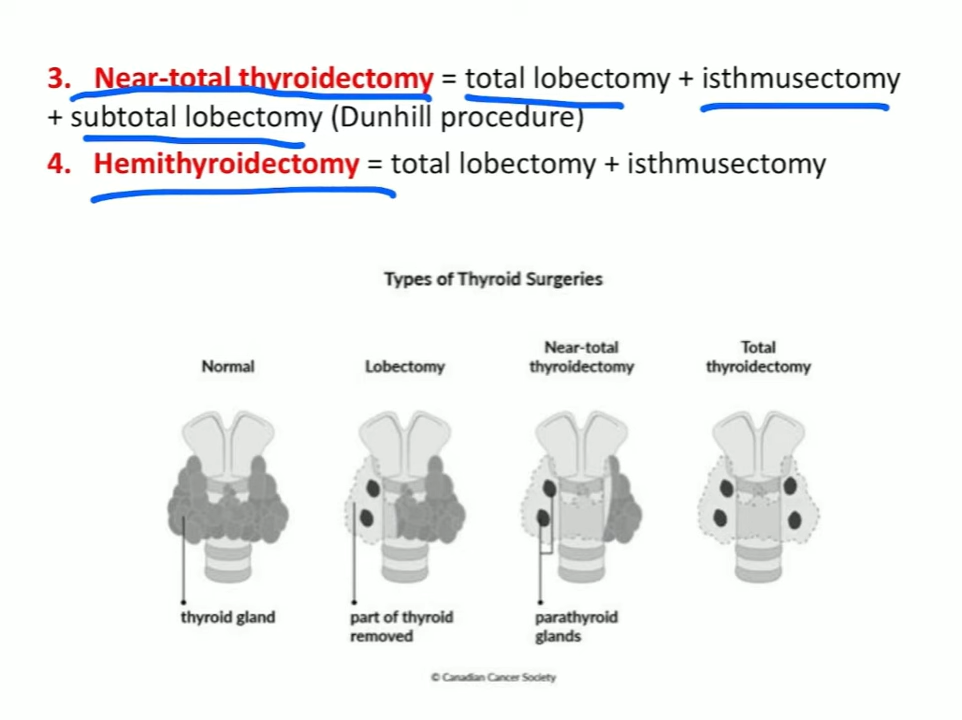 3. Near-total thyroidectomy = total lobectomy + isthmusectomy
+ subtotal lobectomy (Dunhill procedure)
4. Hemithyroidectomy = total lobectomy + isthmusectomy
Types of Thyroid Surgeries
Normal
Lobectomy
Near-total
thyroidectomy
Total
thyroidectomy
thyroid gland
part of thyroid
removed
parathyroid
glands
© Canadian Cancer Society